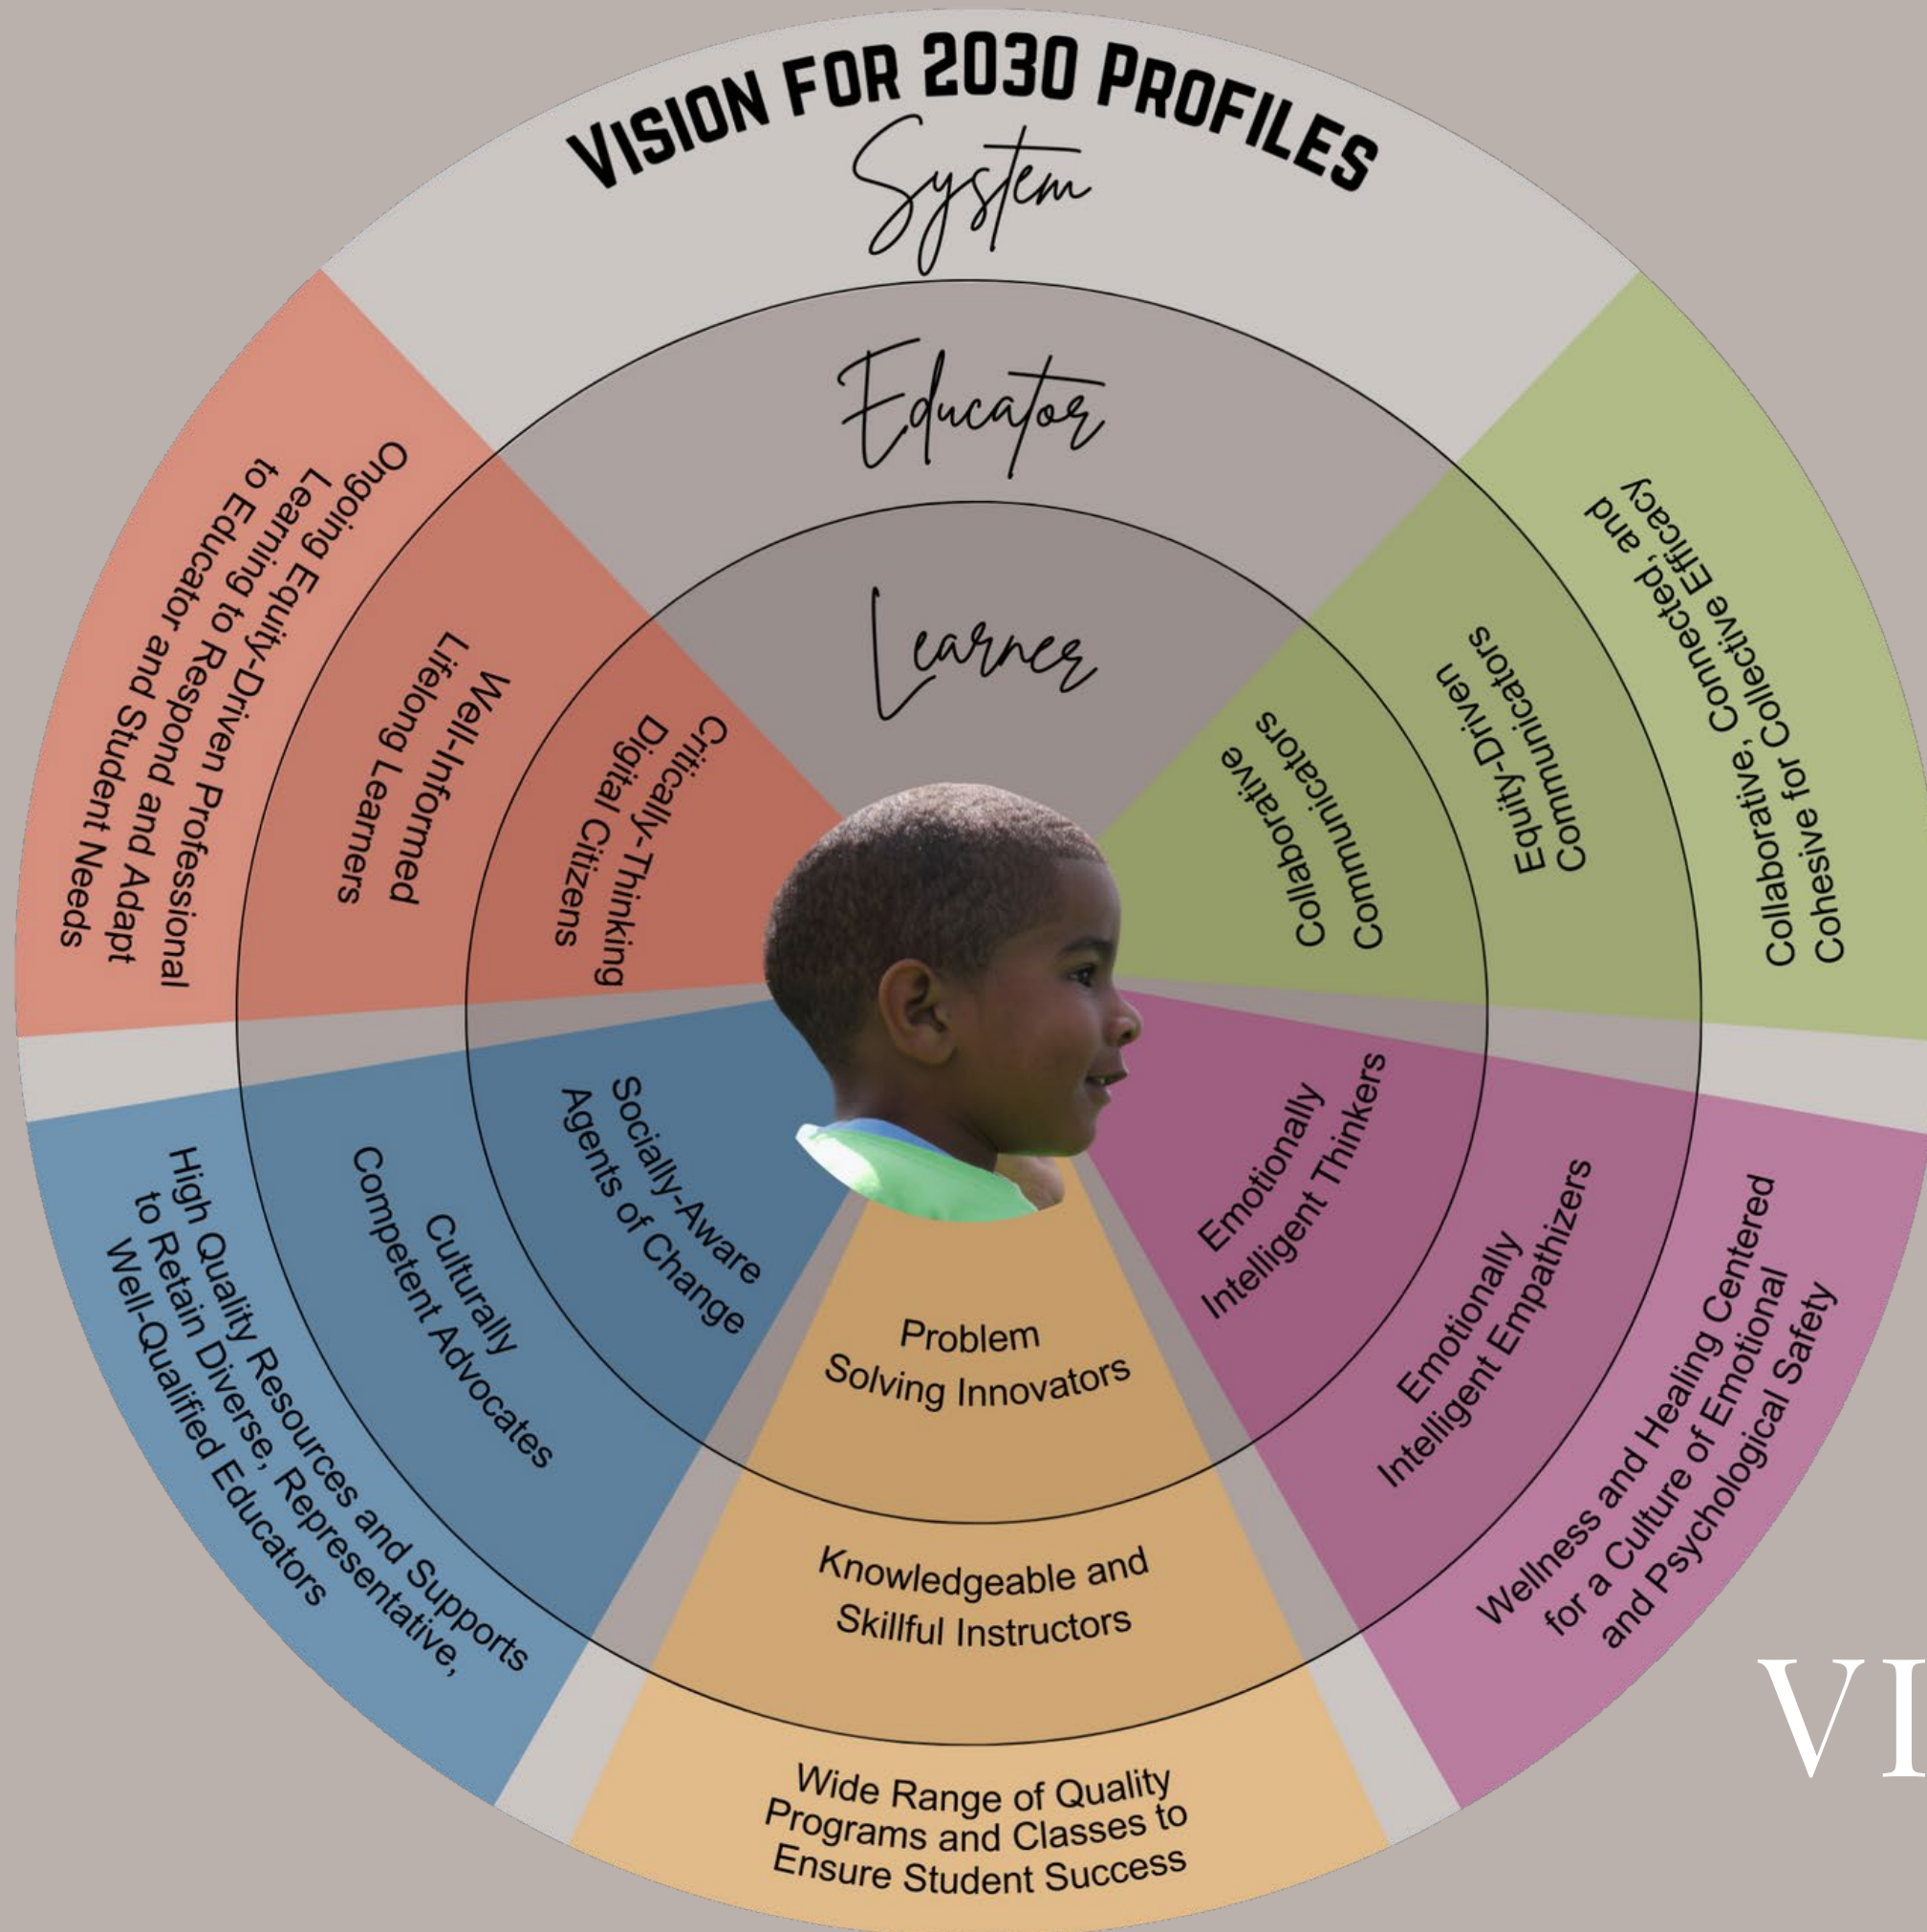 VISION FOR 2030 PROFILES
System
Educator
Learner
Ongoing Equity-Driven Professional
Learning to Respond and Adapt
to Educator and Student Needs
Well-Informed
Lifelong Learners
Critically-Thinking
Digital Citizens
Collaborative
Communicators
Equity-Driven
Communicators
Collaborative, Connected, and
Cohesive for Collective Efficacy
High Quality Resources and Supports
to Retain Diverse, Representative,
Well-Qualified Educators
Culturally
Competent Advocates
Socially-Aware
Agents of Change
Emotionally
Intelligent Thinkers
Emotionally
Intelligent Empathizers
Wellness and Healing Centered
for a Culture of Emotional
and Psychological Safety
Problem
Solving Innovators
Knowledgeable and
Skillful Instructors
Wide Range of Quality
Programs and Classes to
Ensure Student Success
VI